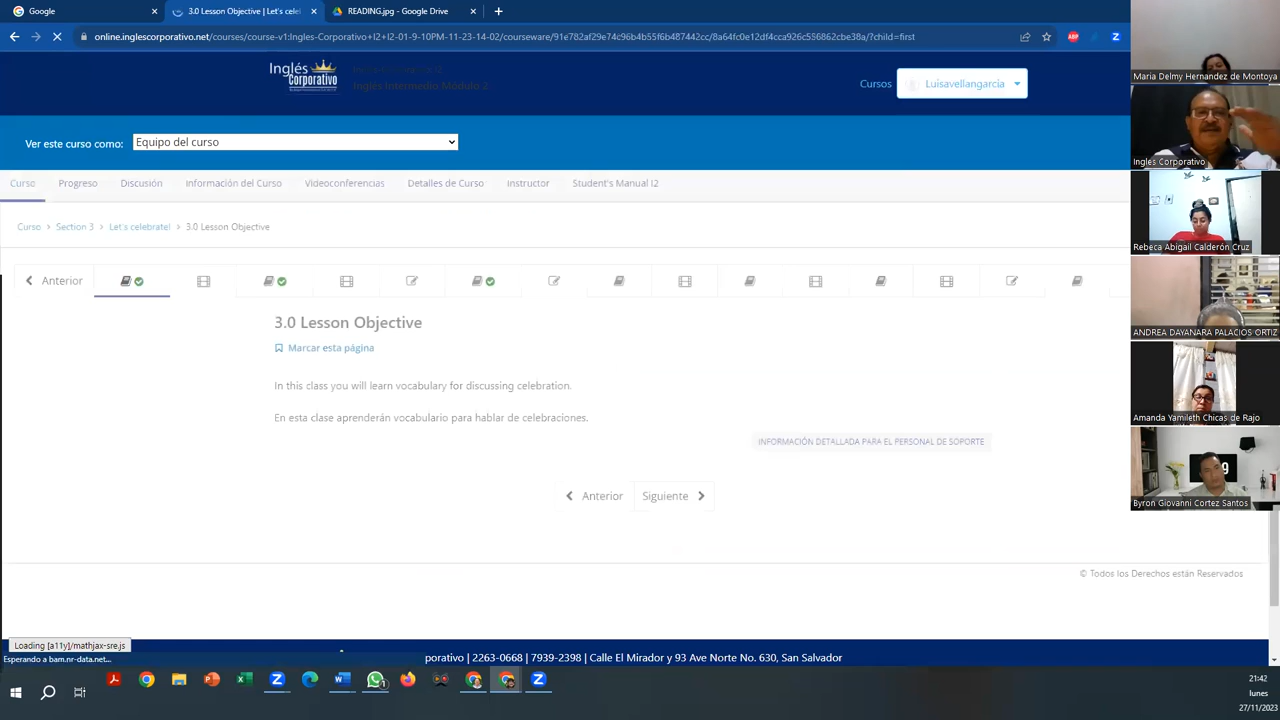 Google
3.0 Lesson Objective | Let's celel
READING.jpg - Google Drive
online.inglescorporativo.net/courses/course-v1:Ingles-Corporativo+I2+I2-01-9-10PM-11-23-14-02/courseware/91e782af29e74c96b4b55f6b487442cc/8a64fc0e12df4cca926c586862cbe38a/?child=first
Inglés
Corporativo
Inglés Intermedio Módulo 2
Cursos
Luisavellangarcia
Ver este curso como:
Equipo del curso
Curso
Progreso
Discusión
Información del Curso
Videoconferencias
Detalles de Curso
Instructor
Student's Manual I2
Curso > Section 3 > Let's celebrate! > 3.0 Lesson Objective
Anterior
3.0 Lesson Objective
Marcar esta página
In this class you will learn vocabulary for discussing celebration.
En esta clase aprenderán vocabulario para hablar de celebraciones.
INFORMACIÓN DETALLADA PARA EL PERSONAL DE SOPORTE
Anterior
Siguiente
© Todos los Derechos están Reservados
Loading [a11y]/mathjax-sre.js
Esperando a bam.nr-data.net...
orporativo | 2263-0668 | 7939-2398 | Calle El Mirador y 93 Ave Norte No. 630, San Salvador
Maria Delmy Hernandez de Montoya
Inglés Corporativo
Rebeca Abigail Calderón Cruz
ANDREA DAYANARA PALACIOS ORTIZ
Amanda Yamileth Chicas de Rajo
Byron Giovanni Cortez Santos
21:42
lunes
27/11/2023